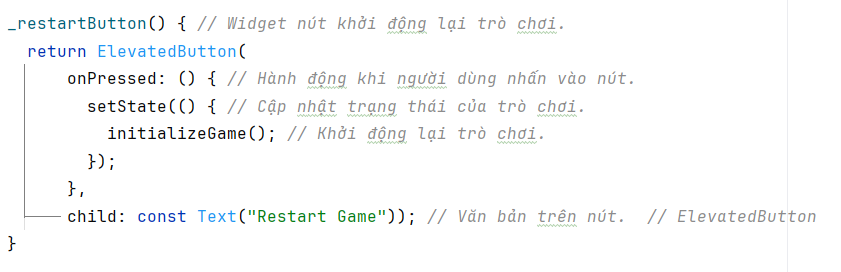 _restartButton() { // Widget nút khởi động lại trò chơi.
  return ElevatedButton(
      onPressed: () { // Hành động khi người dùng nhấn vào nút.
        setState(() { // Cập nhật trạng thái của trò chơi.
          initializeGame(); // Khởi động lại trò chơi.
        });
      },
      child: const Text("Restart Game")); // Văn bản trên nút.  // ElevatedButton
}